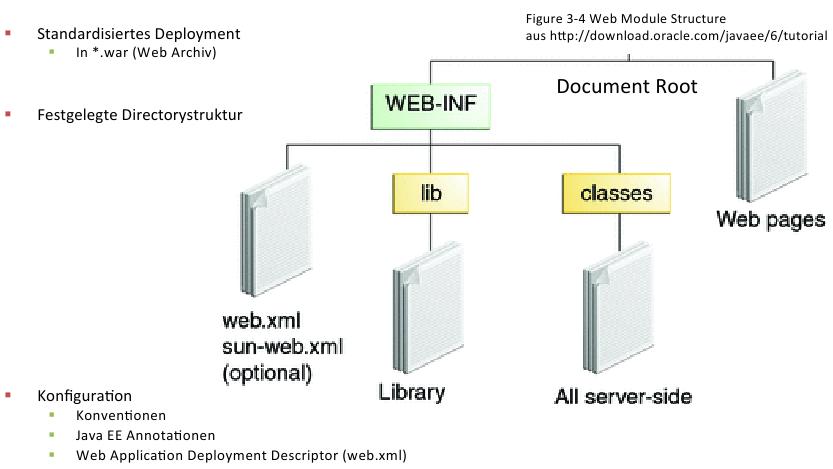 Standardisiertes Deployment
In *.war (Web Archiv)
Festgelegte Directorystruktur
Figure 3-4 Web Module Structure
aus http://download.oracle.com/javaee/6/tutorial
Document Root
WEB-INF
lib
classes
Web pages
web.xml
sun-web.xml
(optional)
Library
All server-side
Konfiguration
Konventionen
Java EE Annotationen
Web Application Deployment Descriptor (web.xml)